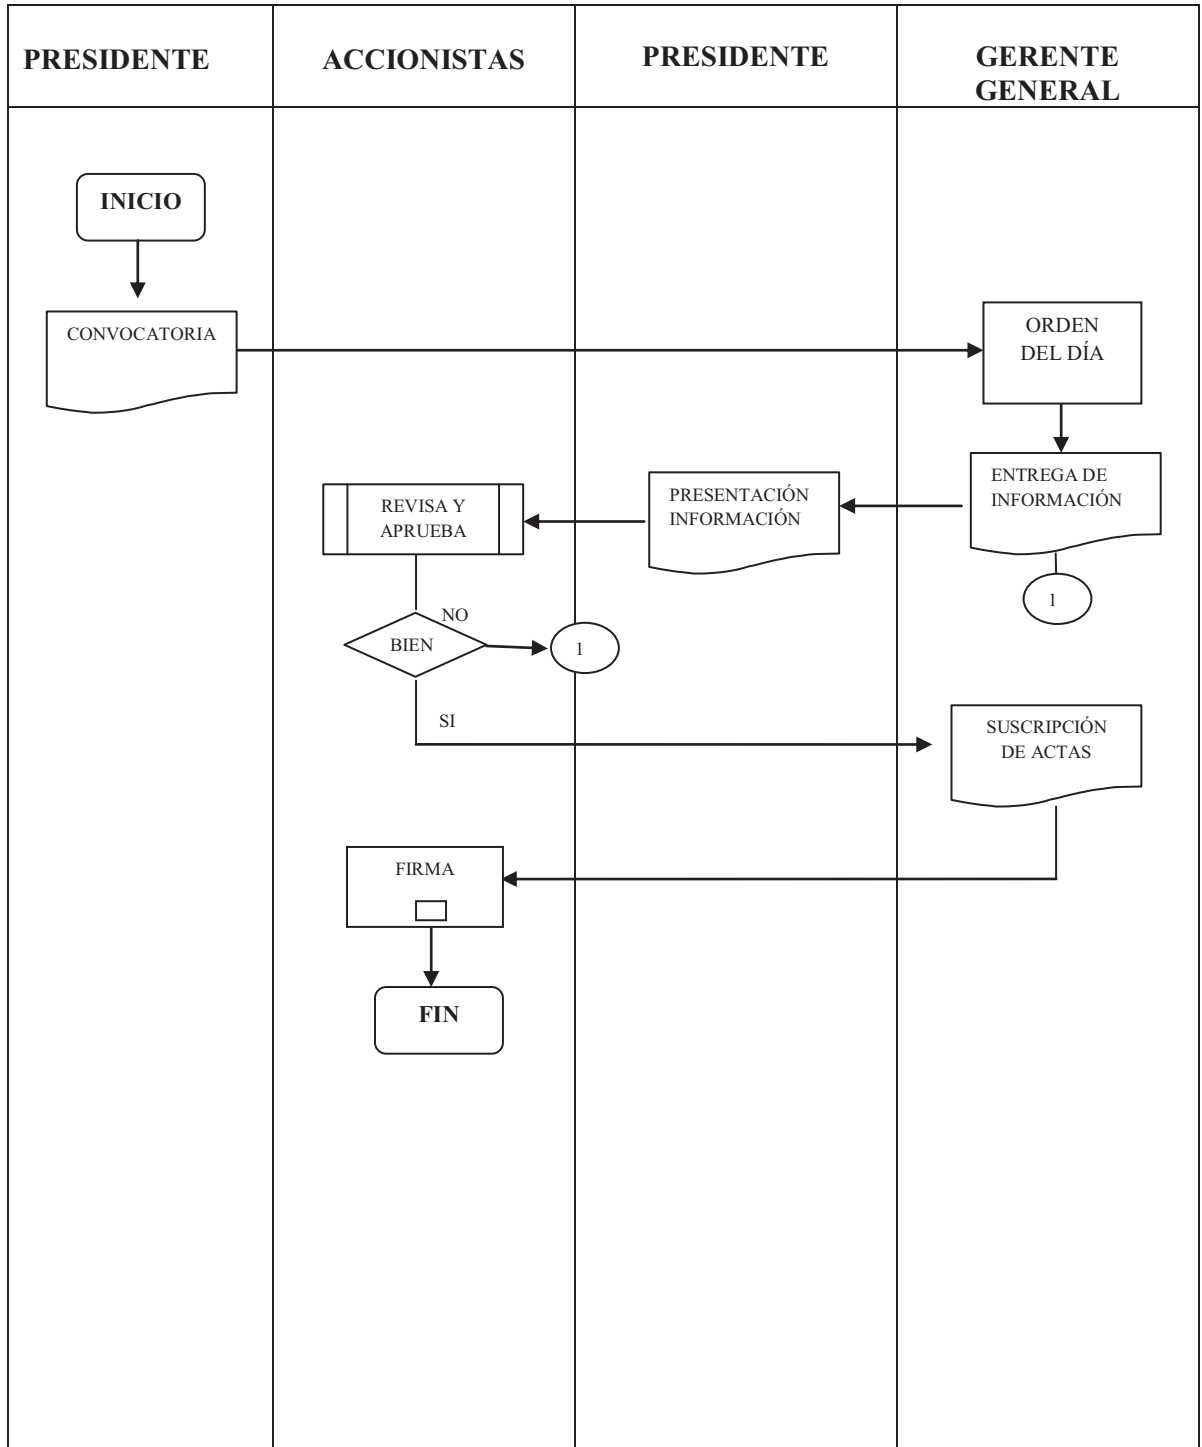 PRESIDENTE
ACCIONISTAS
PRESIDENTE
GERENTE
GENERAL
INICIO
CONVOCATORIA
ORDEN
DEL DÍA
ENTREGA DE
INFORMACIÓN
PRESENTACIÓN
INFORMACIÓN
REVISA Y
APRUEBA
1
NO
BIEN
1
SI
SUSCRIPCIÓN
DE ACTAS
FIRMA
FIN